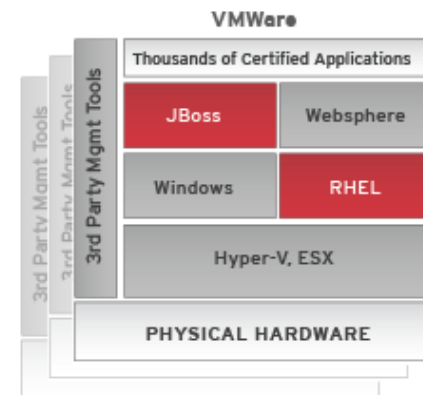 VMWare
Thousands of Certified Applications
3rd Party Mgmt Tools
3rd Party Mgmt Tools
3rd Party Mgmt Tools
JBoss
Websphere
Windows
RHEL
Hyper-V, ESX
PHYSICAL HARDWARE